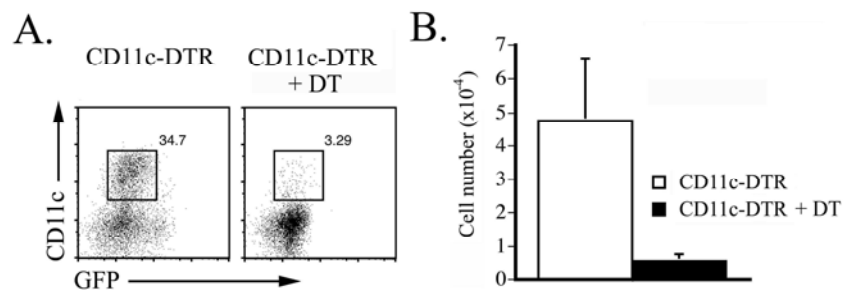 A.
CD11c-DTR
CD11c-DTR
+ DT
34.7
3.29
CD11c
GFP
B.
Cell number (x10-4)
7
6
5
4
3
2
1
0
CD11c-DTR
CD11c-DTR + DT